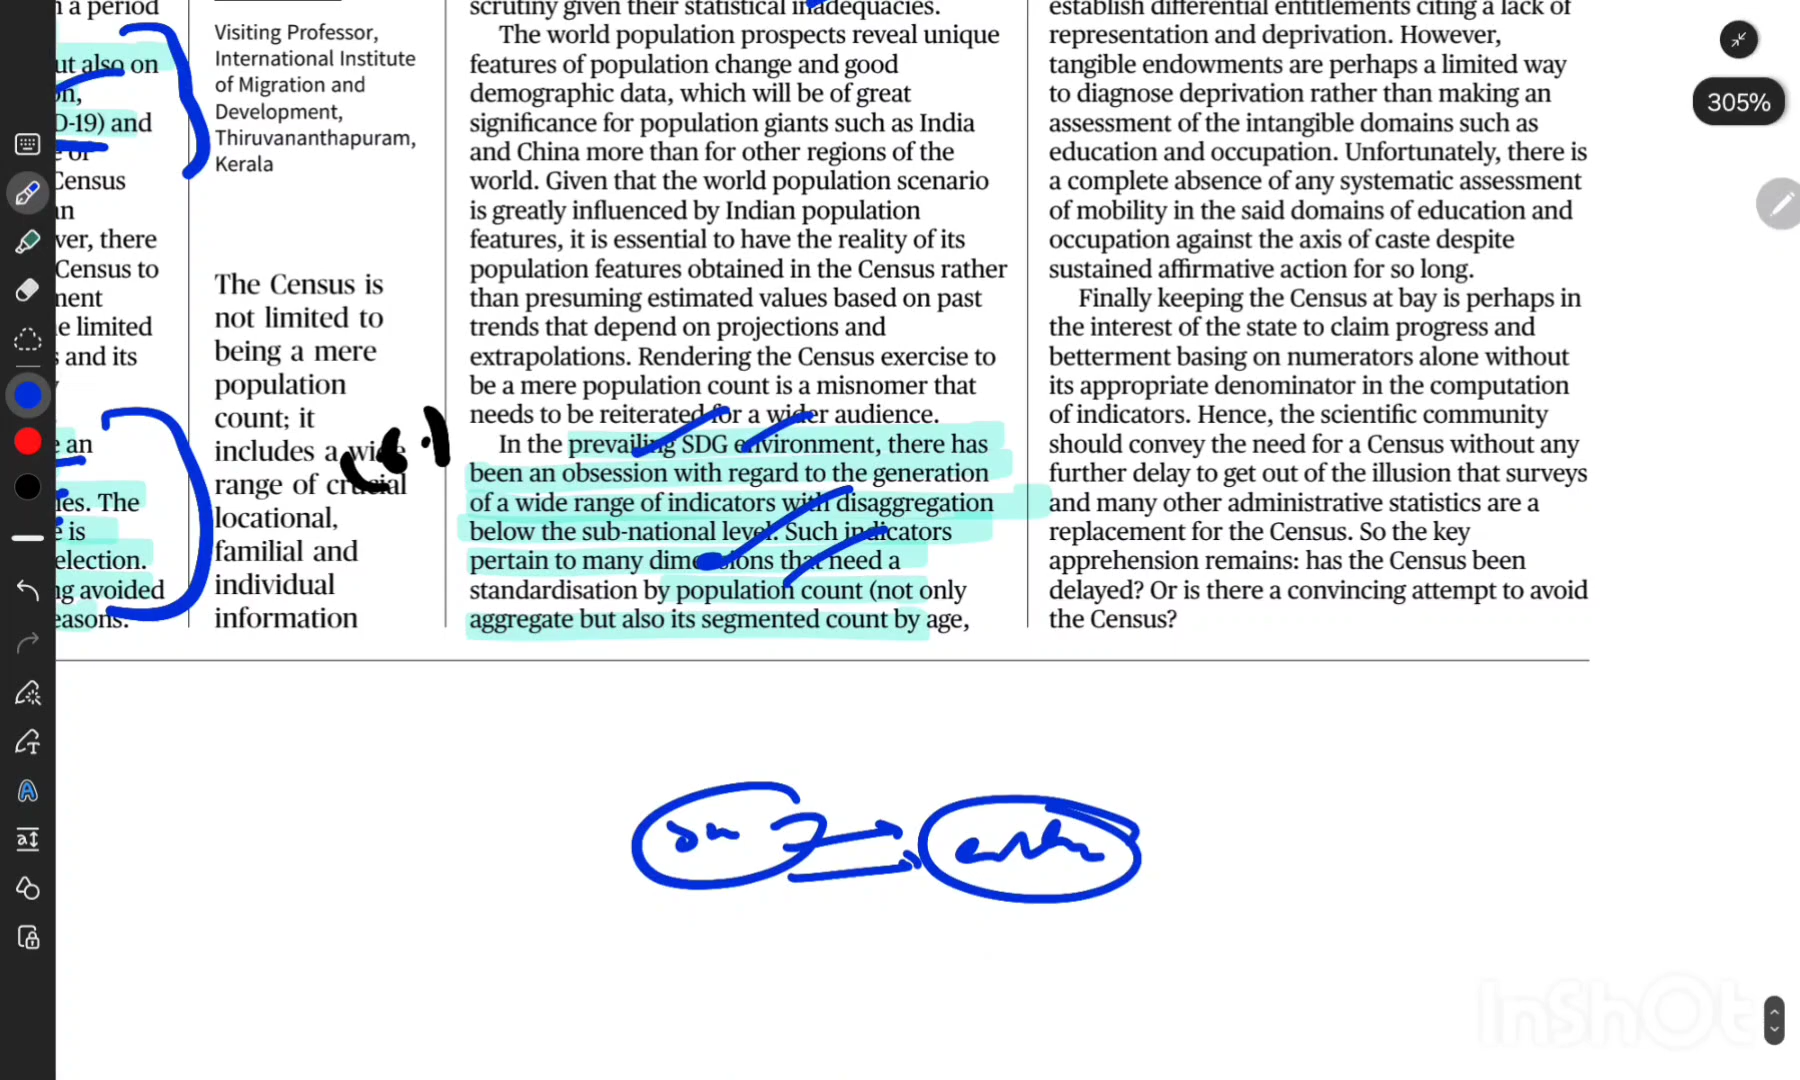 n a period
ut also on
on,
D-19) and
e of
Census
an
ver, there
Census to
ment
e limited
s and its
e an
les. The
e is
election.
ng avoided
easons.
Visiting Professor,
International Institute
of Migration and
Development,
Thiruvananthapuram,
Kerala
The Census is
not limited to
being a mere
population
count; it
includes a wide
range of crucial
locational,
familial and
individual
information
scrutiny given their statistical inadequacies.
The world population prospects reveal unique
features of population change and good
demographic data, which will be of great
significance for population giants such as India
and China more than for other regions of the
world. Given that the world population scenario
is greatly influenced by Indian population
features, it is essential to have the reality of its
population features obtained in the Census rather
than presuming estimated values based on past
trends that depend on projections and
extrapolations. Rendering the Census exercise to
be a mere population count is a misnomer that
needs to be reiterated for a wider audience.
In the prevailing SDG environment, there has
been an obsession with regard to the generation
of a wide range of indicators with disaggregation
below the sub-national level. Such indicators
pertain to many dimensions that need a
standardisation by population count (not only
aggregate but also its segmented count by age,
establish differential entitlements citing a lack of
representation and deprivation. However,
tangible endowments are perhaps a limited way
to diagnose deprivation rather than making an
assessment of the intangible domains such as
education and occupation. Unfortunately, there is
a complete absence of any systematic assessment
of mobility in the said domains of education and
occupation against the axis of caste despite
sustained affirmative action for so long.
Finally keeping the Census at bay is perhaps in
the interest of the state to claim progress and
betterment basing on numerators alone without
its appropriate denominator in the computation
of indicators. Hence, the scientific community
should convey the need for a Census without any
further delay to get out of the illusion that surveys
and many other administrative statistics are a
replacement for the Census. So the key
apprehension remains: has the Census been
delayed? Or is there a convincing attempt to avoid
the Census?
305%
InShOt